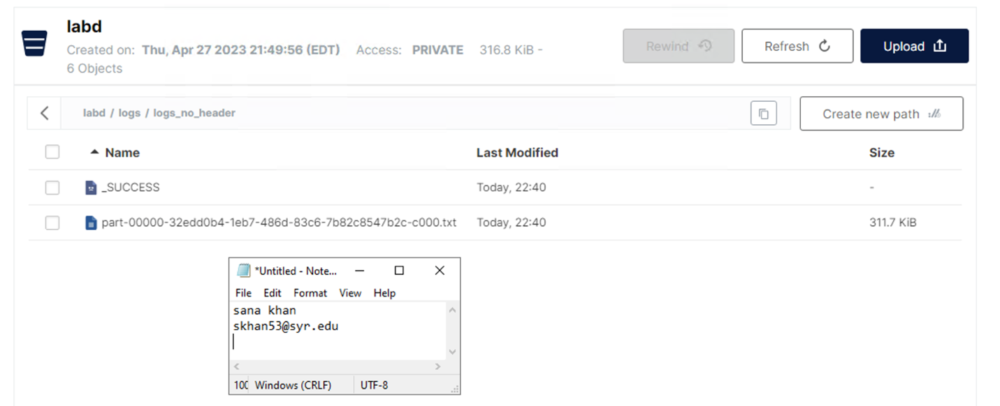 labd
Created on: Thu, Apr 27 2023 21:49:56 (EDT) Access: PRIVATE 316.8 KiB -
6 Objects
Rewind Refresh Upload
labd / logs / logs_no_header
Create new path
Name Last Modified Size
_SUCCESS Today, 22:40 -
part-00000-32edd0b4-1eb7-486d-83c6-7b82c8547b2c-c000.txt Today, 22:40 311.7 KiB
*Untitled - Note...
File Edit Format View Help
sana khan
skhan53@syr.edu
100 Windows (CRLF) UTF-8